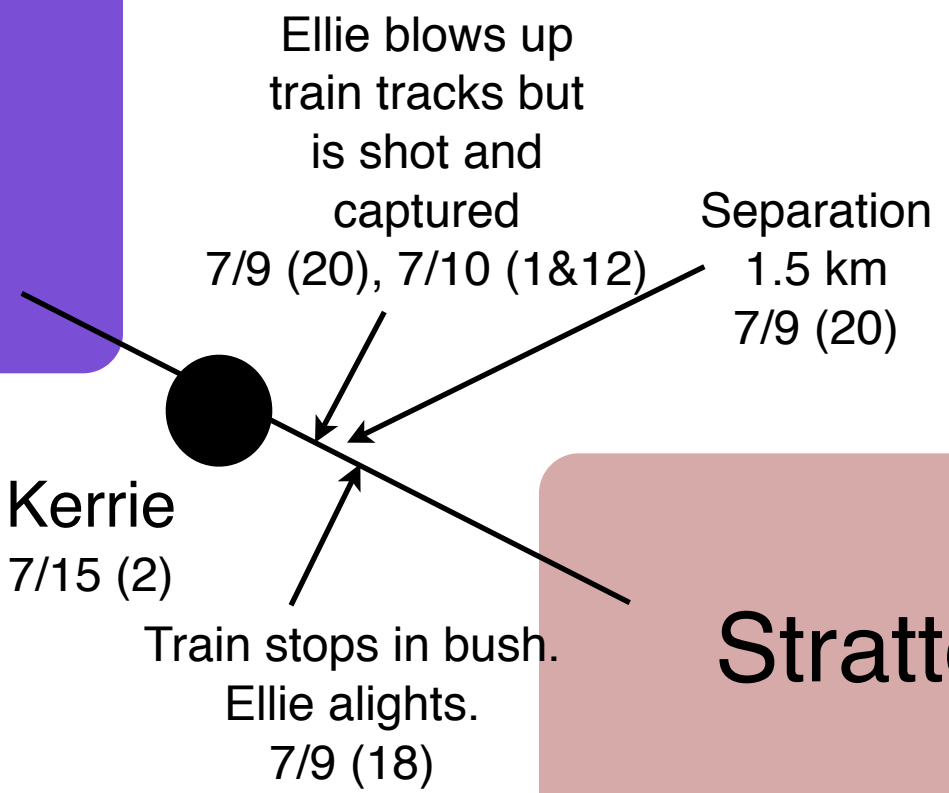 Ellie blows up
train tracks but
is shot and
captured
7/9 (20), 7/10 (1&12)
Separation
1.5 km
7/9 (20)
Kerrie
7/15 (2)
Train stops in bush.
Ellie alights.
7/9 (18)